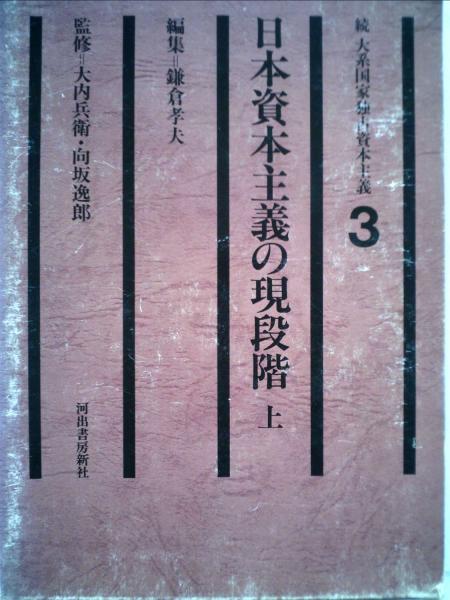 続 大系国家独占資本主義 3
日本資本主義の現段階 上
編集=鎌倉孝夫
監修=大内兵衛・向坂逸郎
河出書房新社